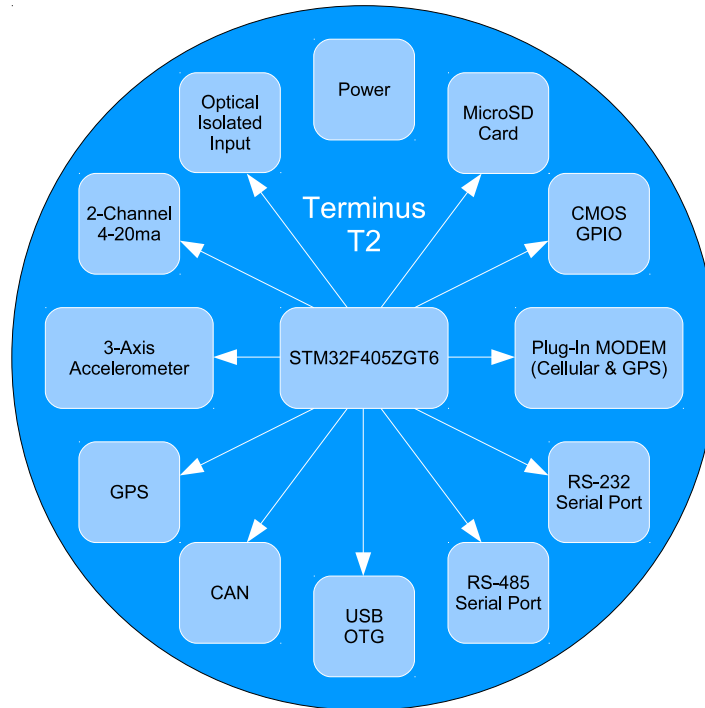 Power
Optical
Isolated
Input
MicroSD
Card
Terminus
T2
2-Channel
4-20ma
CMOS
GPIO
3-Axis
Accelerometer
STM32F405ZGT6
Plug-In MODEM
(Cellular & GPS)
GPS
RS-232
Serial Port
CAN
USB
OTG
RS-485
Serial Port